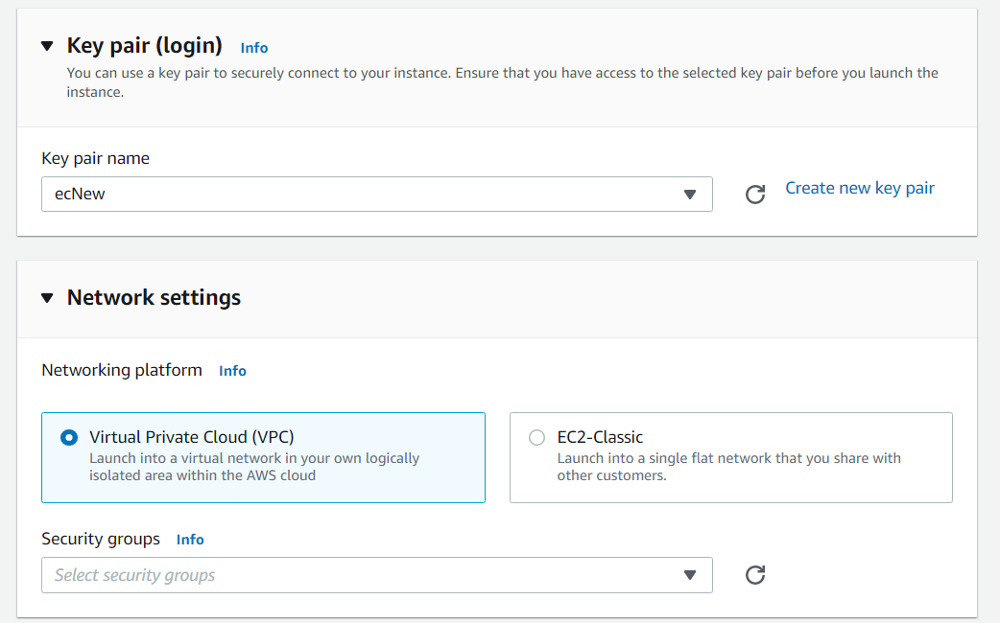 Key pair (login) Info
You can use a key pair to securely connect to your instance. Ensure that you have access to the selected key pair before you launch the
instance.
Key pair name
ecNew
Create new key pair
Network settings
Networking platform Info
Virtual Private Cloud (VPC)
Launch into a virtual network in your own logically
isolated area within the AWS cloud
EC2-Classic
Launch into a single flat network that you share with
other customers.
Security groups Info
Select security groups